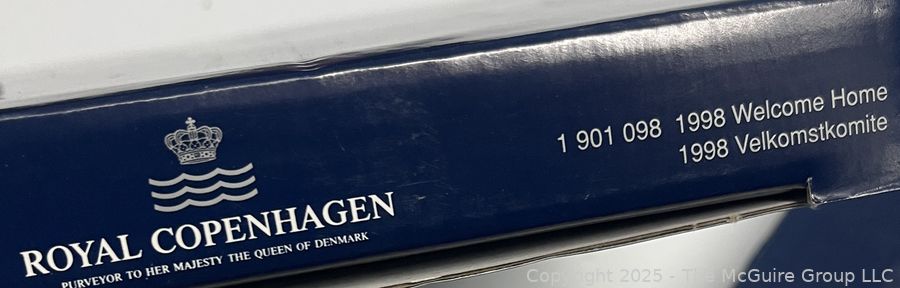 ROYAL COPENHAGEN
PURVEYOR TO HER MAJESTY THE QUEEN OF DENMARK
1 901 098 1998 Welcome Home
1998 Velkomstkomite
Copyright 2025 - The McGuire Group LLC